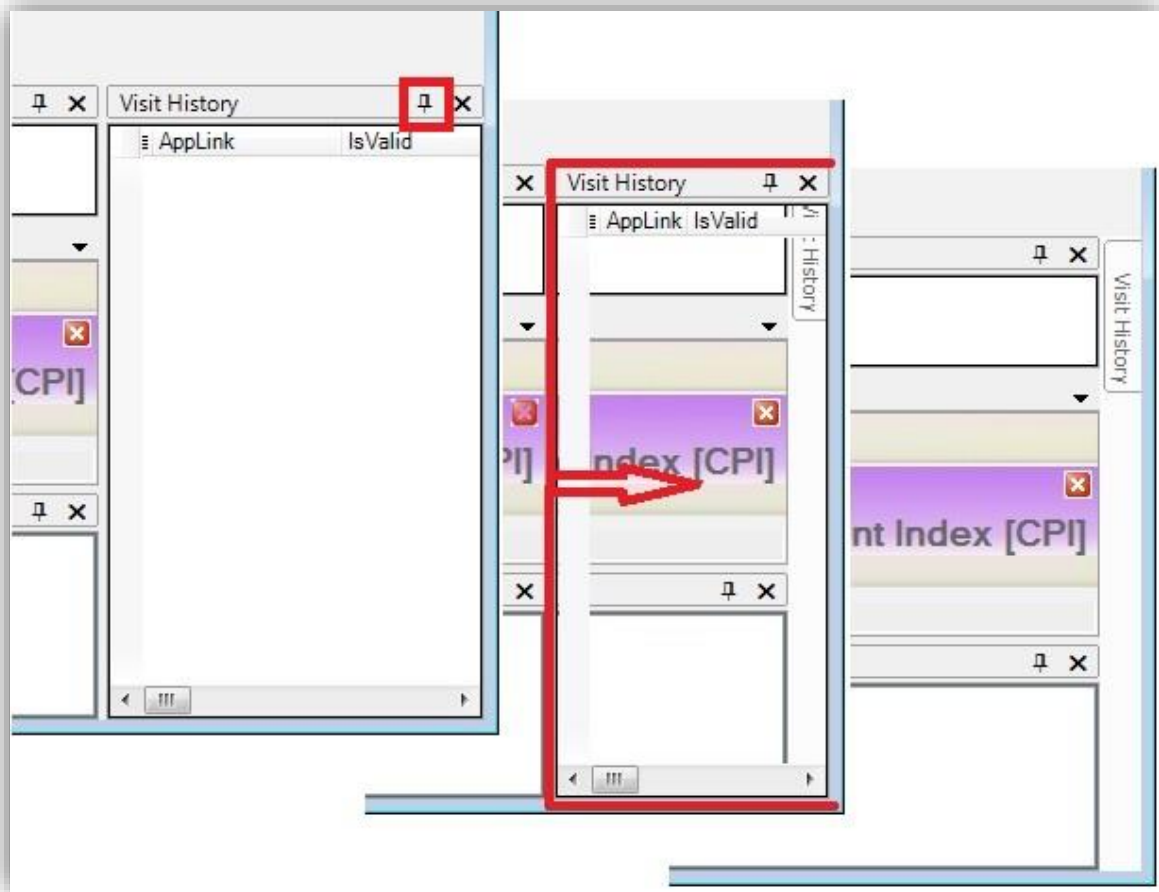 Visit History
AppLink IsValid
[CPI]
Visit History
AppLink IsValid
History
PI]
ndex [CPI]
Visit History
nt Index [CPI]